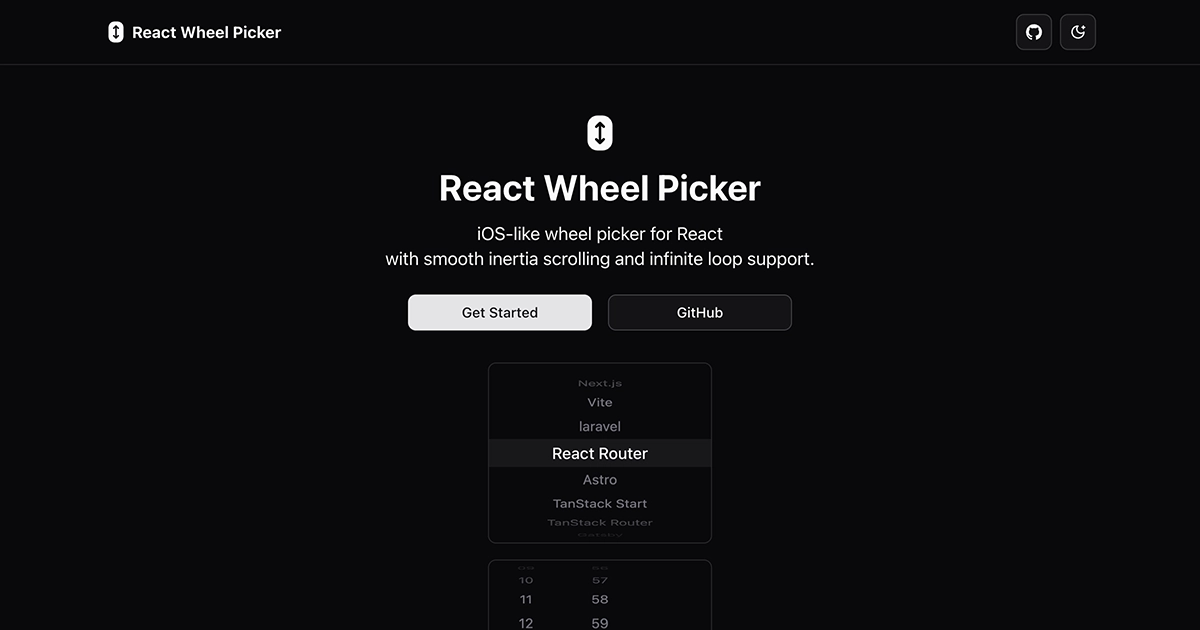 React Wheel Picker
React Wheel Picker
iOS-like wheel picker for React
with smooth inertia scrolling and infinite loop support.
Get Started GitHub
Next.js
Vite
laravel
React Router
Astro
TanStack Start
TanStack Router
Gatsby
10 57
11 58
12 59